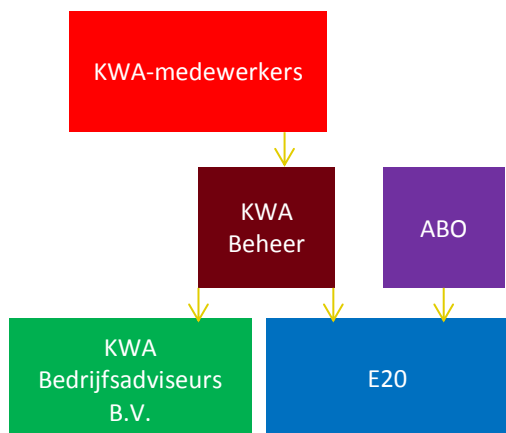 KWA-medewerkers
KWA
Beheer
ABO
KWA
Bedrijfsadviseurs
B.V.
E20